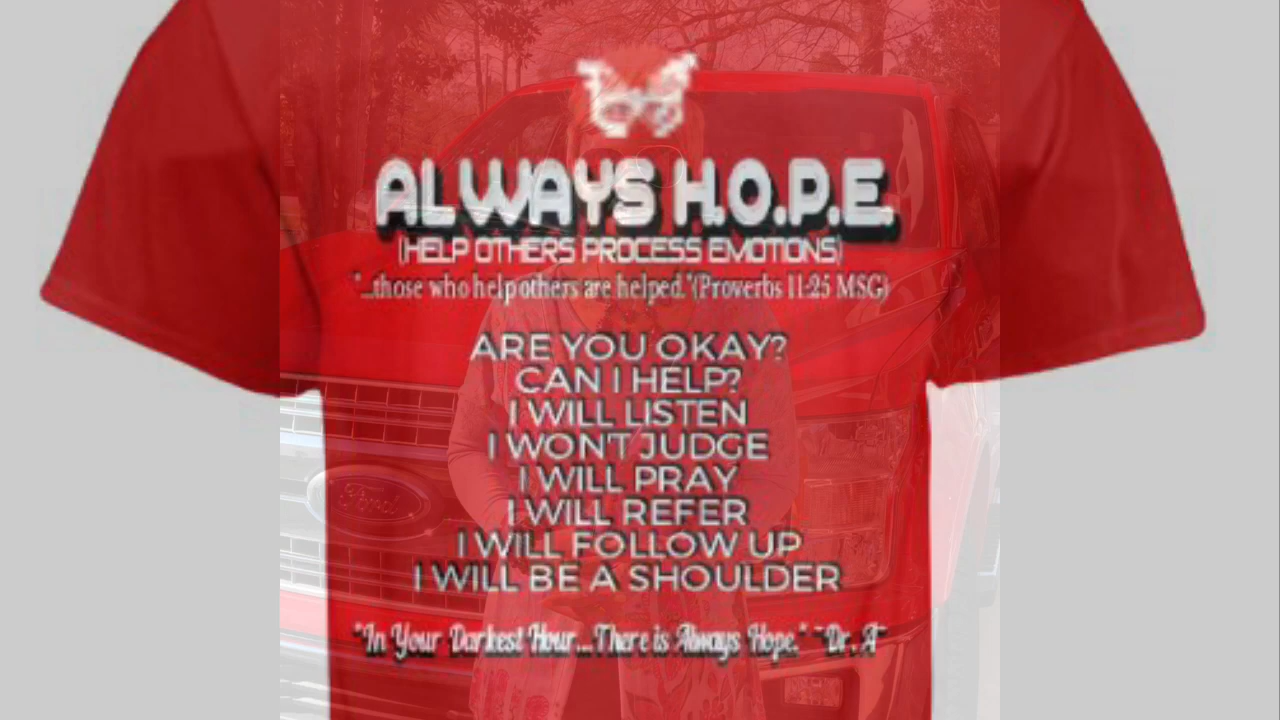 ALWAYS H.O.P.E.
(HELP OTHERS PROCESS EMOTIONS)
"...those who help others are helped."(Proverbs 11:25 MSG)
ARE YOU OKAY?
CAN I HELP?
I WILL LISTEN
I WON'T JUDGE
I WILL PRAY
I WILL REFER
I WILL FOLLOW UP
I WILL BE A SHOULDER
Ford
"In Your Darkest Hour...There is Always Hope." ~Dr. A~